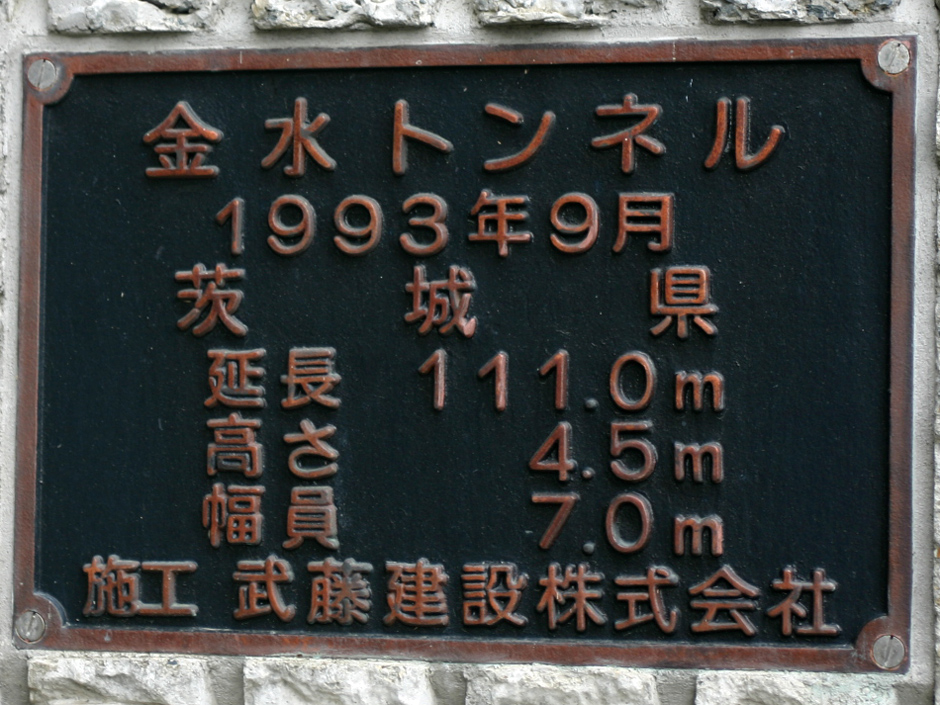 金水トンネル
1993年9月
茨城県
延長 111.0m
高さ 4.5m
幅員 7.0m
施工 武藤建設株式会社